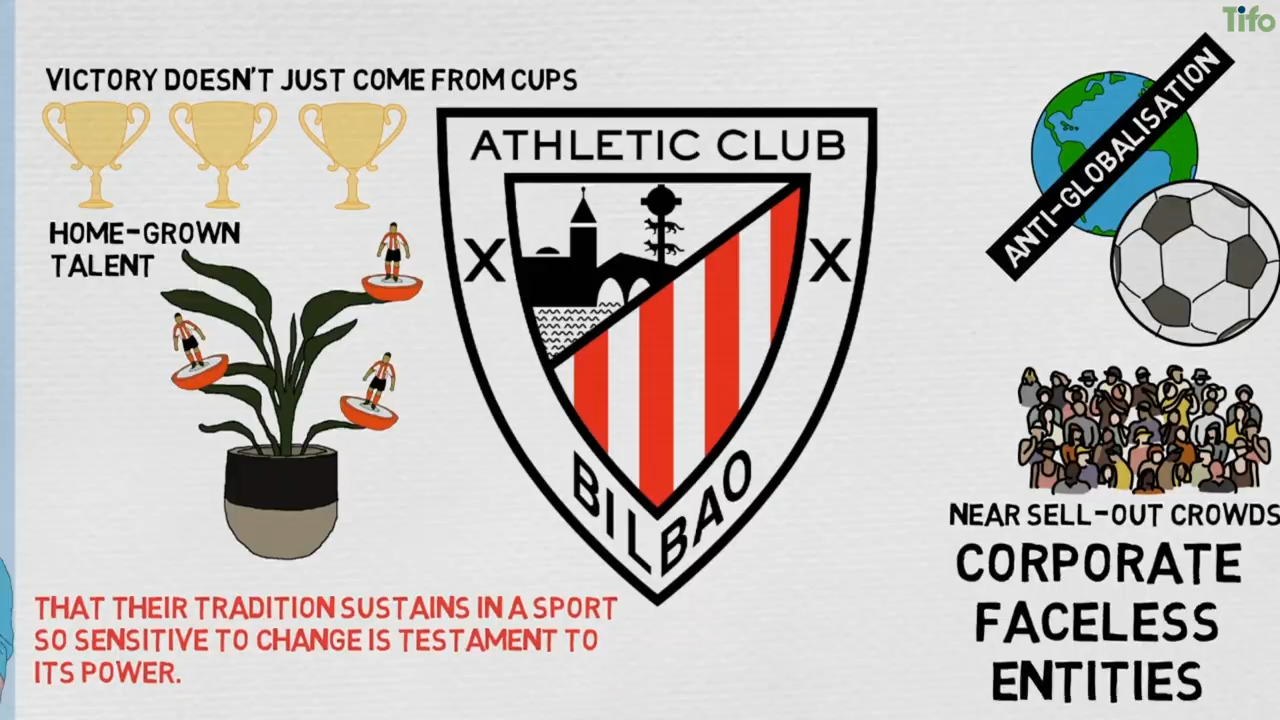 Tifo
VICTORY DOESN'T JUST COME FROM CUPS
HOME-GROWN
TALENT
ATHLETIC CLUB
X X
BILBAO
ANTI-GLOBALISATION
NEAR SELL-OUT CROWDS
CORPORATE
FACELESS
ENTITIES
THAT THEIR TRADITION SUSTAINS IN A SPORT
SO SENSITIVE TO CHANGE IS TESTAMENT TO
ITS POWER.